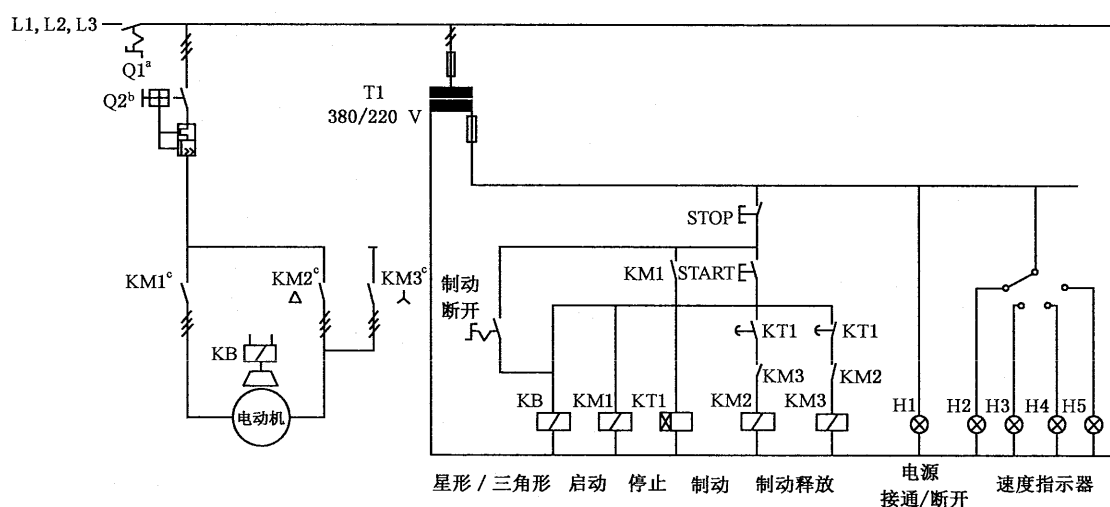 L1, L2, L3
Q1a
Q2b
T1
380/220 V
STOP
KM1c
KM2c
△
KM3c
制动
断开
KM1
START
KT1
KT1
KB
KM3
KM2
电动机
KB
KM1
KT1
KM2
KM3
H1
H2
H3
H4
H5
星形 / 三角形
启动
停止
制动
制动释放
电源
接通/断开
速度指示器